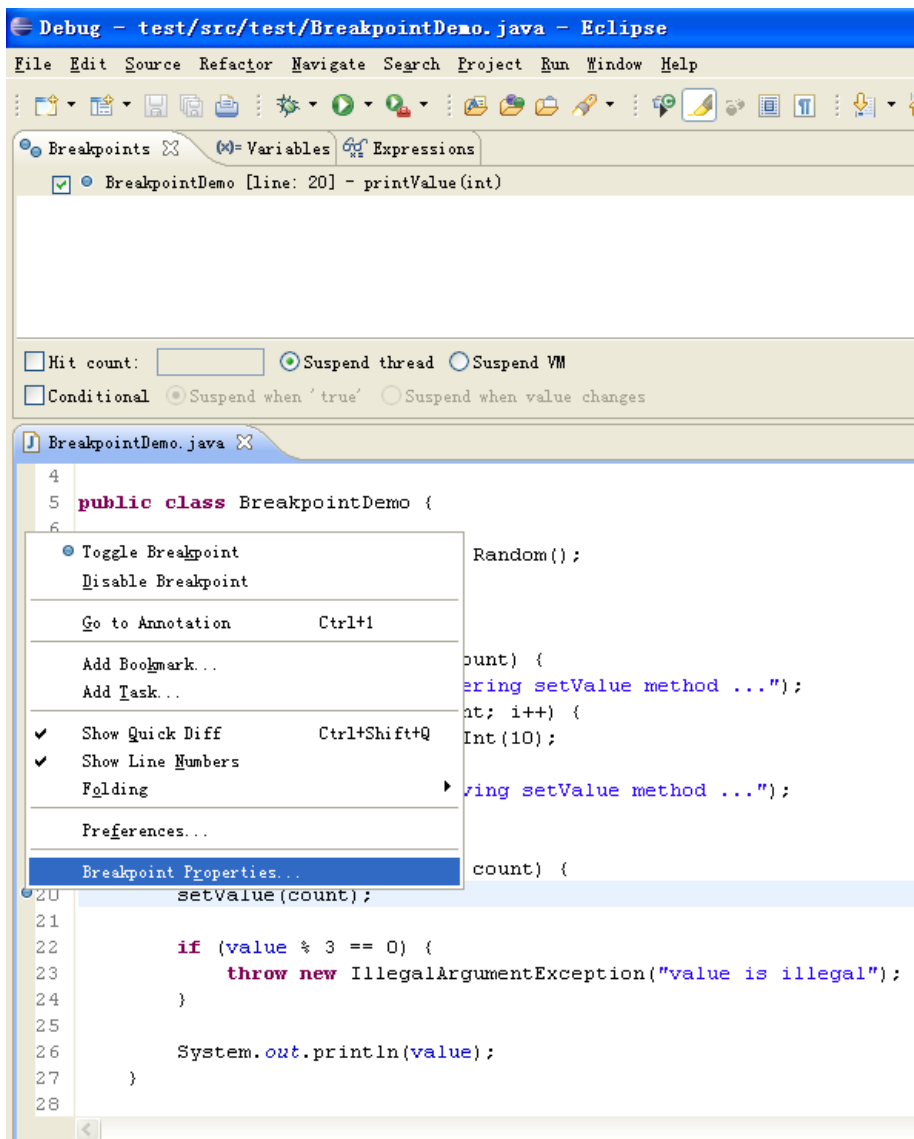 Debug - test/src/test/BreakpointDemo.java - Eclipse
File Edit Source Refactor Navigate Search Project Run Window Help
Breakpoints (x)= Variables Expressions
BreakpointDemo [line: 20] - printValue(int)
Hit count: Suspend thread Suspend VM
Conditional Suspend when 'true' Suspend when value changes
BreakpointDemo.java
4
5 public class BreakpointDemo {
6
Toggle Breakpoint
Random();
Disable Breakpoint
Go to Annotation Ctrl+1
Add Bookmark...
ount) {
Add Task...
ering setValue method ...");
nt; i++) {
Show Quick Diff Ctrl+Shift+Q
Int(10);
Show Line Numbers
Folding
ving setValue method ...");
Preferences...
Breakpoint Properties...
count) {
20 setValue(count);
21
22 if (value % 3 == 0) {
23 throw new IllegalArgumentException("value is illegal");
24 }
25
26 System.out.println(value);
27 }
28